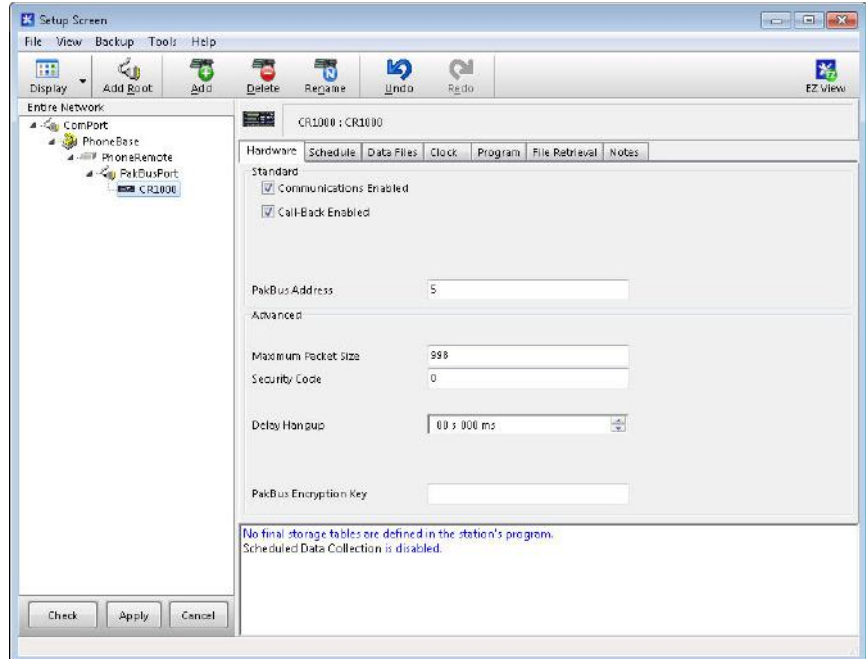 Setup Screen
File View Backup Tools Help
Display Add Root Add Delete Rename Undo Redo EZ View
Entire Network
ComPort
PhoneBase
PhoneRemote
PakBusPort
CR1000
CR1000 : CR1000
Hardware Schedule Data Files Clock Program File Retrieval Notes
Standard
Communications Enabled
Call-Back Enabled
PakBus Address 5
Advanced
Maximum Packet Size 998
Security Code 0
Delay Hangup 00 s 000 ms
PakBus Encryption Key
No final storage tables are defined in the station's program.
Scheduled Data Collection is disabled.
Check Apply Cancel